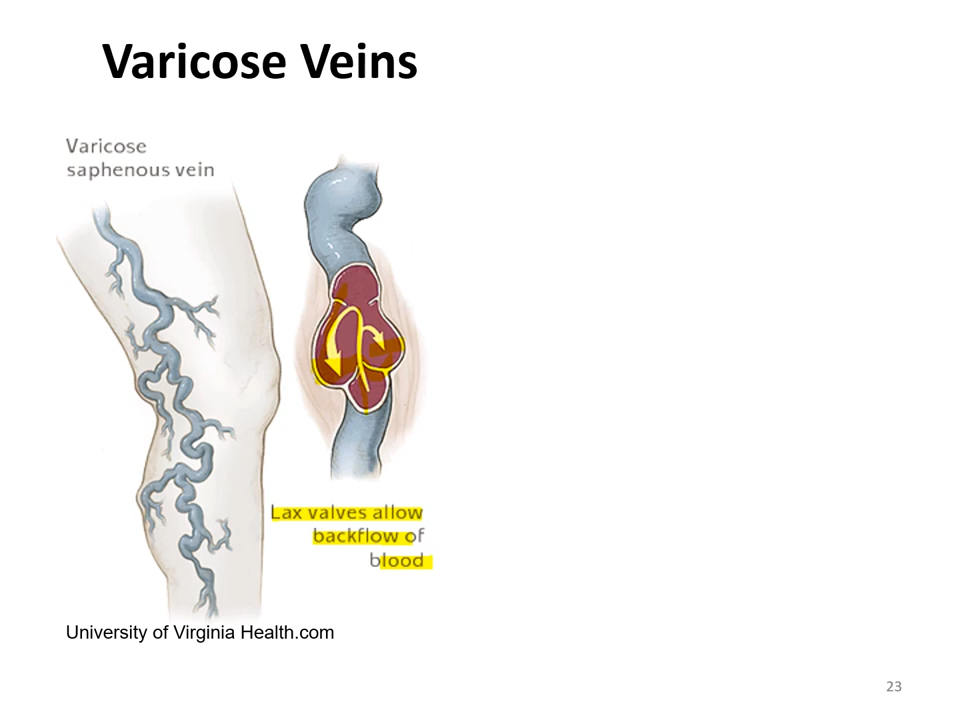 Varicose Veins
Varicose
saphenous vein
Lax valves allow
backflow of
blood
University of Virginia Health.com
23